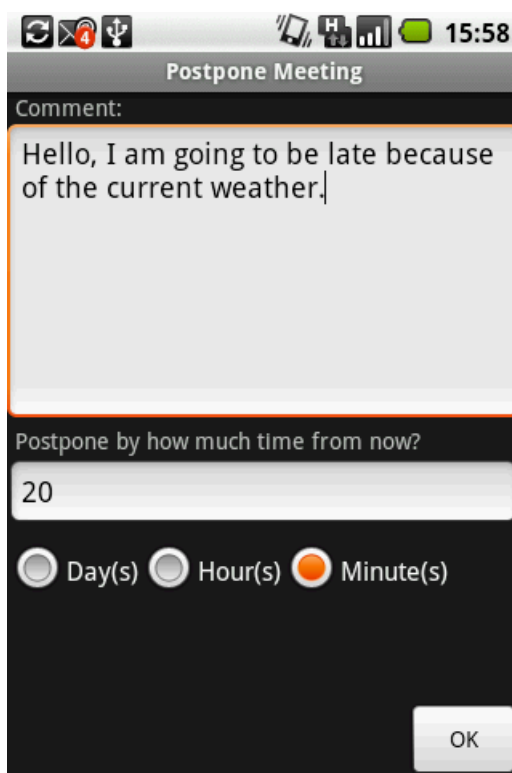 4
H
15:58
Postpone Meeting
Comment:
Hello, I am going to be late because
of the current weather.
Postpone by how much time from now?
20
Day(s) Hour(s) Minute(s)
OK